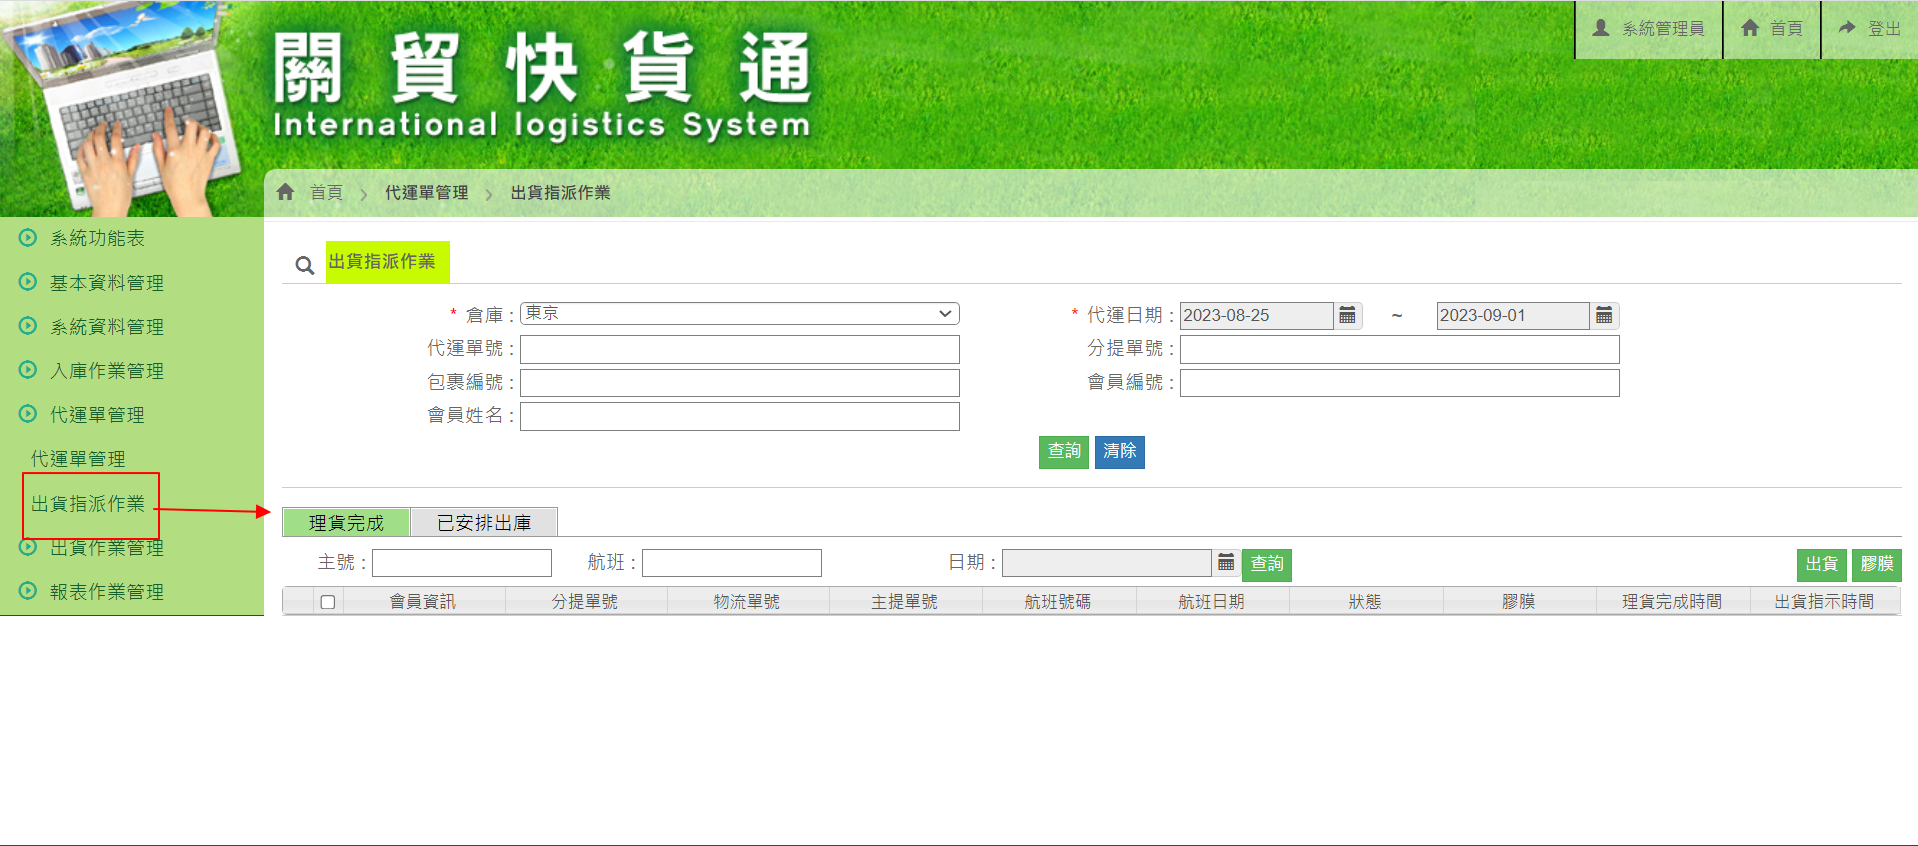 關貿快貨通
International logistics System
系統管理員 首頁 登出
首頁 > 代運單管理 > 出貨指派作業
系統功能表
基本資料管理
系統資料管理
入庫作業管理
代運單管理
代運單管理
出貨指派作業
出貨作業管理
報表作業管理
出貨指派作業
* 倉庫 : 東京 * 代運日期 : 2023-08-25 ~ 2023-09-01
代運單號 : 分提單號 :
包裹編號 : 會員編號 :
會員姓名 :
查詢 清除
理貨完成 已安排出庫
主號 : 航班 : 日期 : 查詢 出貨 膠膜
會員資訊 分提單號 物流單號 主提單號 航班號碼 航班日期 狀態 膠膜 理貨完成時間 出貨指示時間